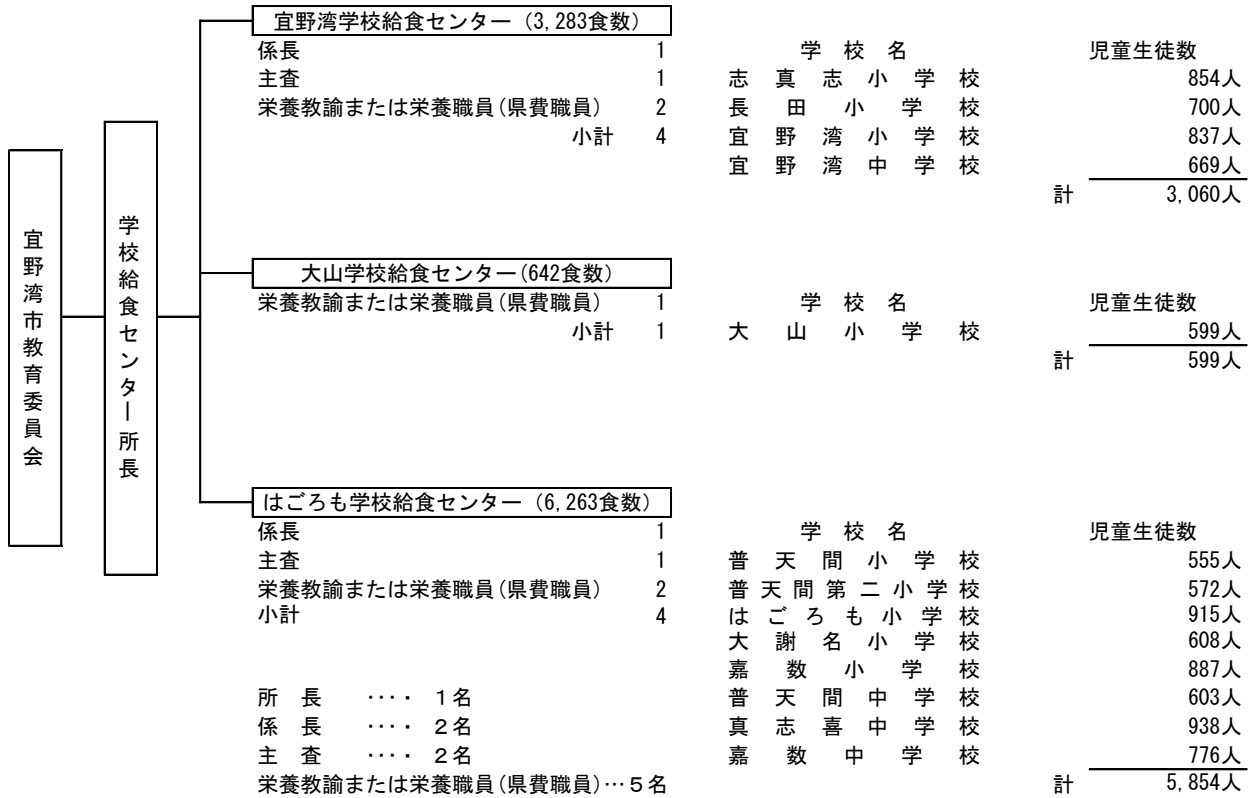 宜野湾市教育委員会
学校給食センター所長
宜野湾学校給食センター（3,283食数）
係長 1
主査 1
栄養教諭または栄養職員(県費職員) 2
小計 4
学校名 児童生徒数
志真志小学校 854人
長田小学校 700人
宜野湾小学校 837人
宜野湾中学校 669人
計 3,060人
大山学校給食センター(642食数)
栄養教諭または栄養職員(県費職員) 1
小計 1
学校名 児童生徒数
大山小学校 599人
計 599人
はごろも学校給食センター（6,263食数）
係長 1
主査 1
栄養教諭または栄養職員(県費職員) 2
小計 4
学校名 児童生徒数
普天間小学校 555人
普天間第二小学校 572人
はごろも小学校 915人
大謝名小学校 608人
嘉数小学校 887人
普天間中学校 603人
真志喜中学校 938人
嘉数中学校 776人
計 5,854人
所長 ‥‥ 1名
係長 ‥‥ 2名
主査 ‥‥ 2名
栄養教諭または栄養職員(県費職員)…５名